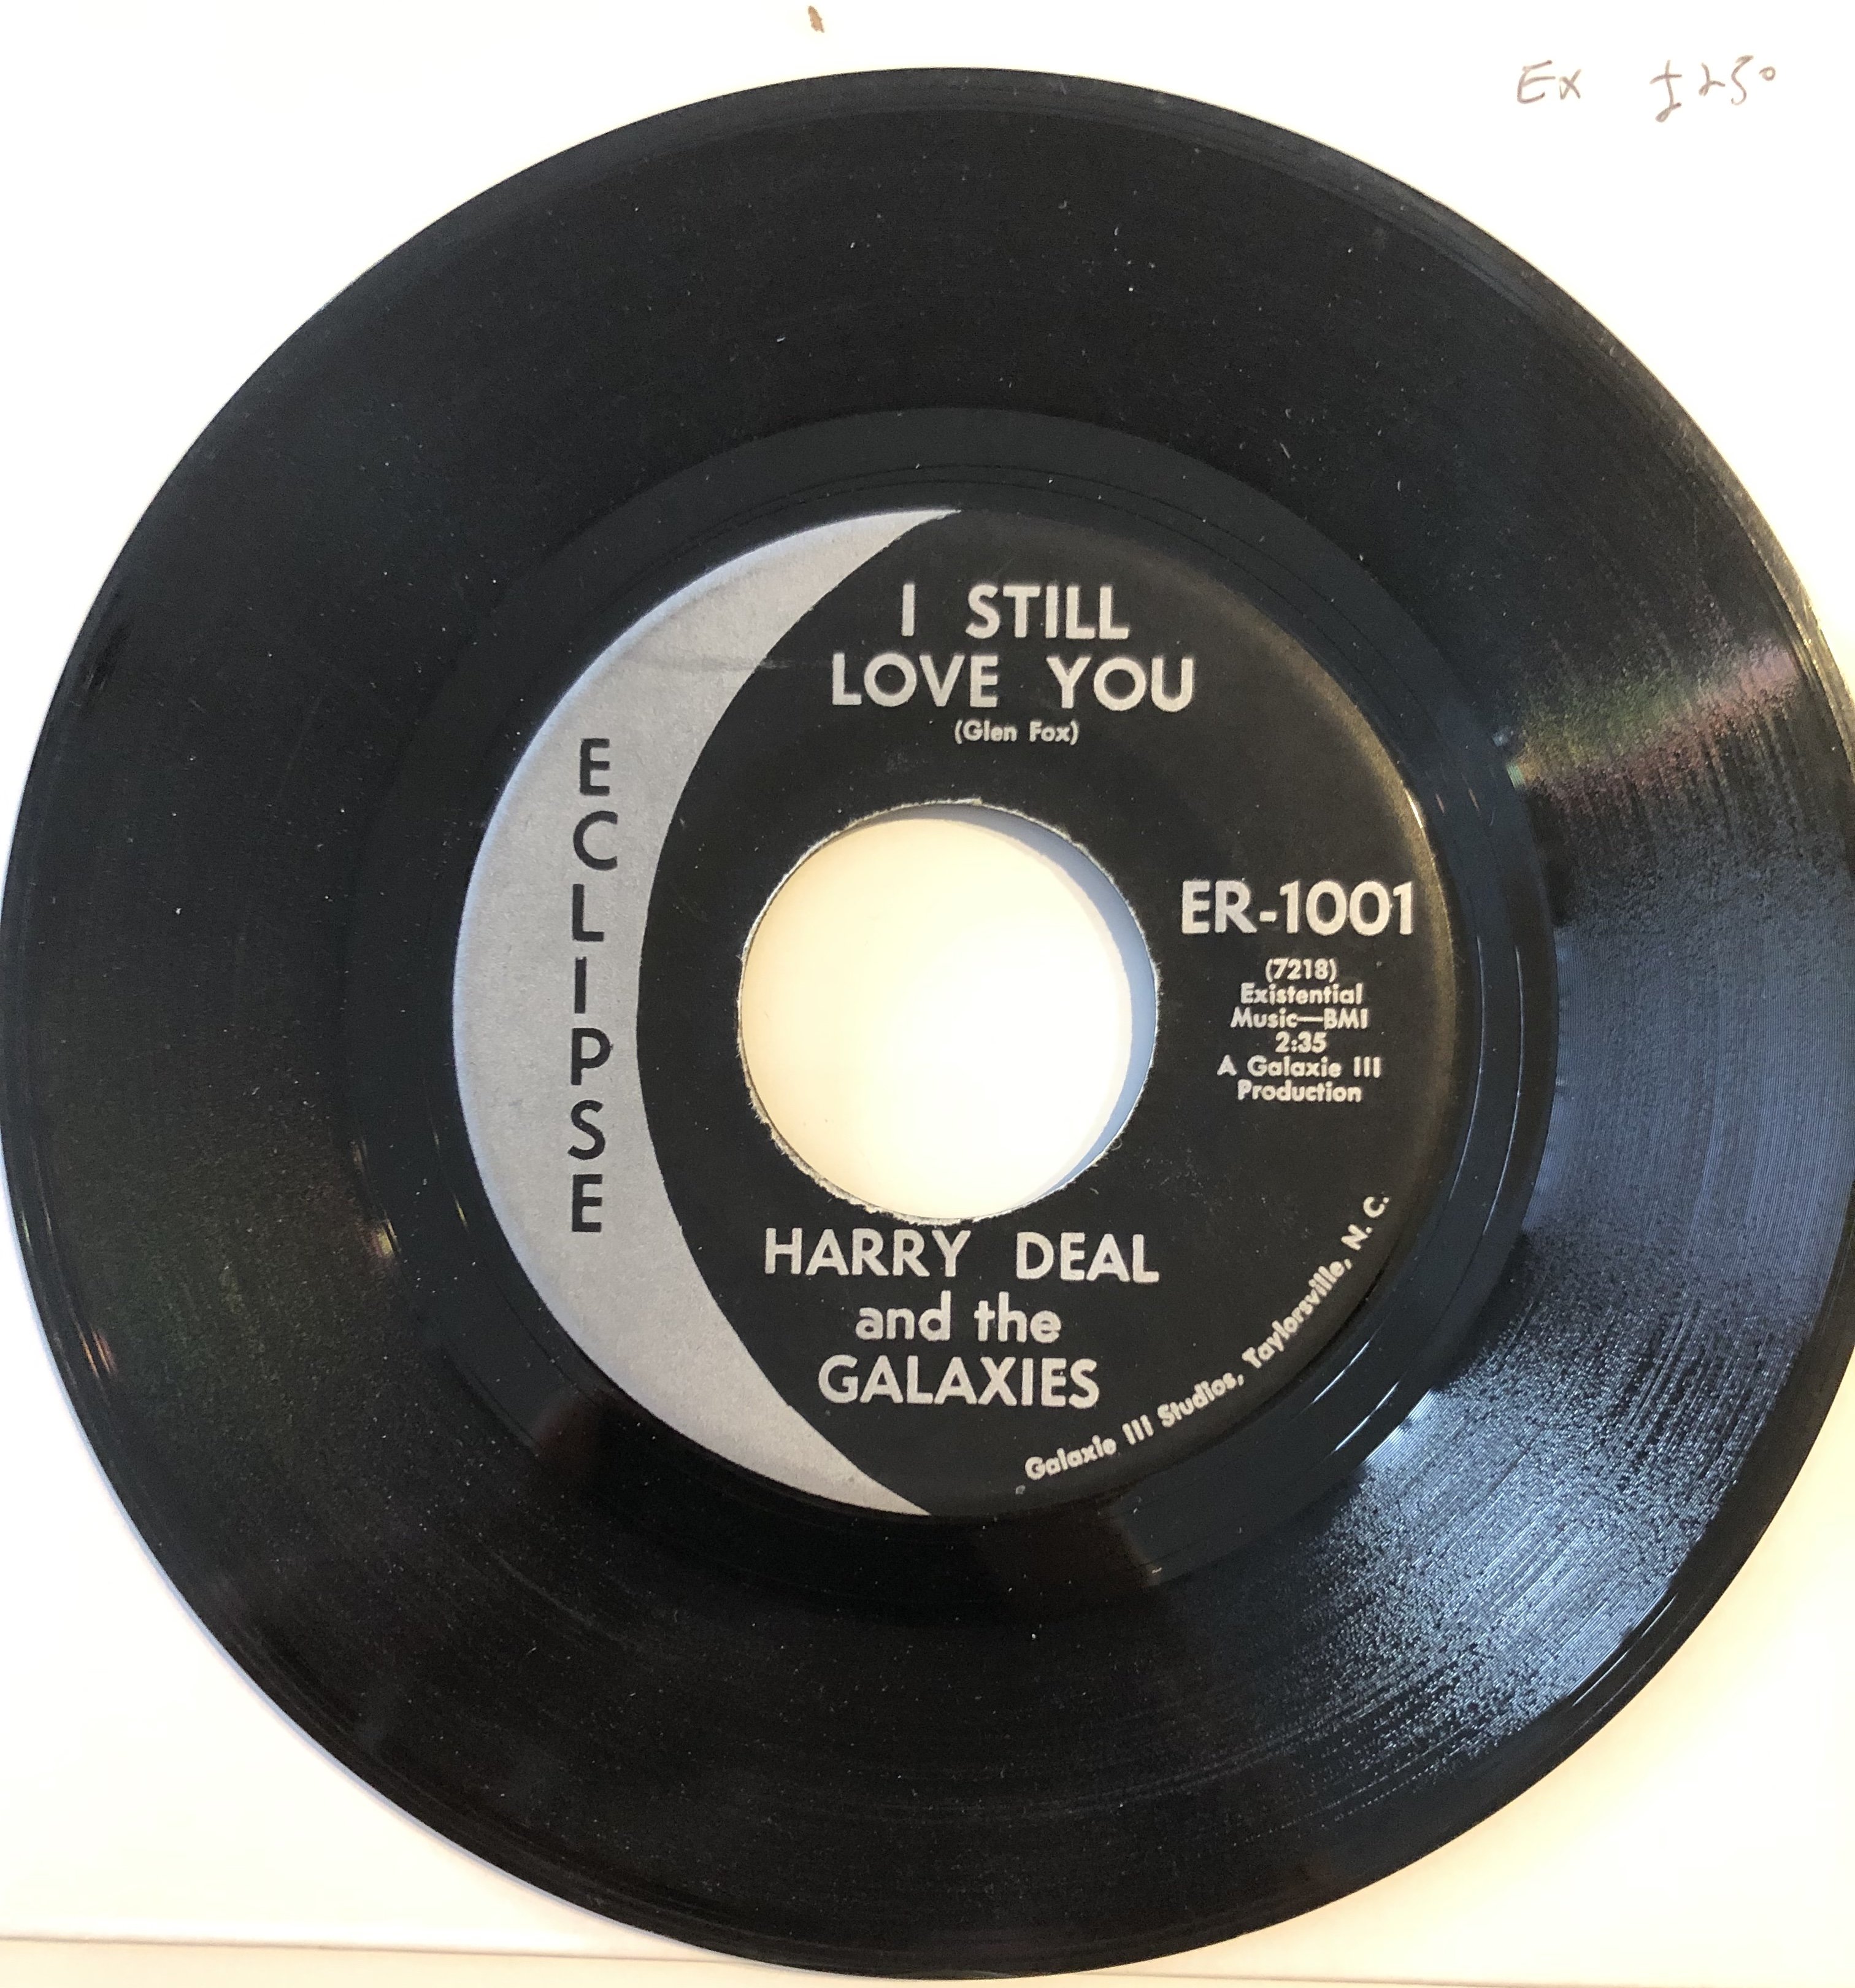 Ex £250
I STILL
LOVE YOU
(Glen Fox)
ECLIPSE
ER-1001
(7218)
Existential
Music—BMI
2:35
A Galaxie III
Production
HARRY DEAL
and the
GALAXIES
Galaxie III Studios, Taylorsville, N. C.